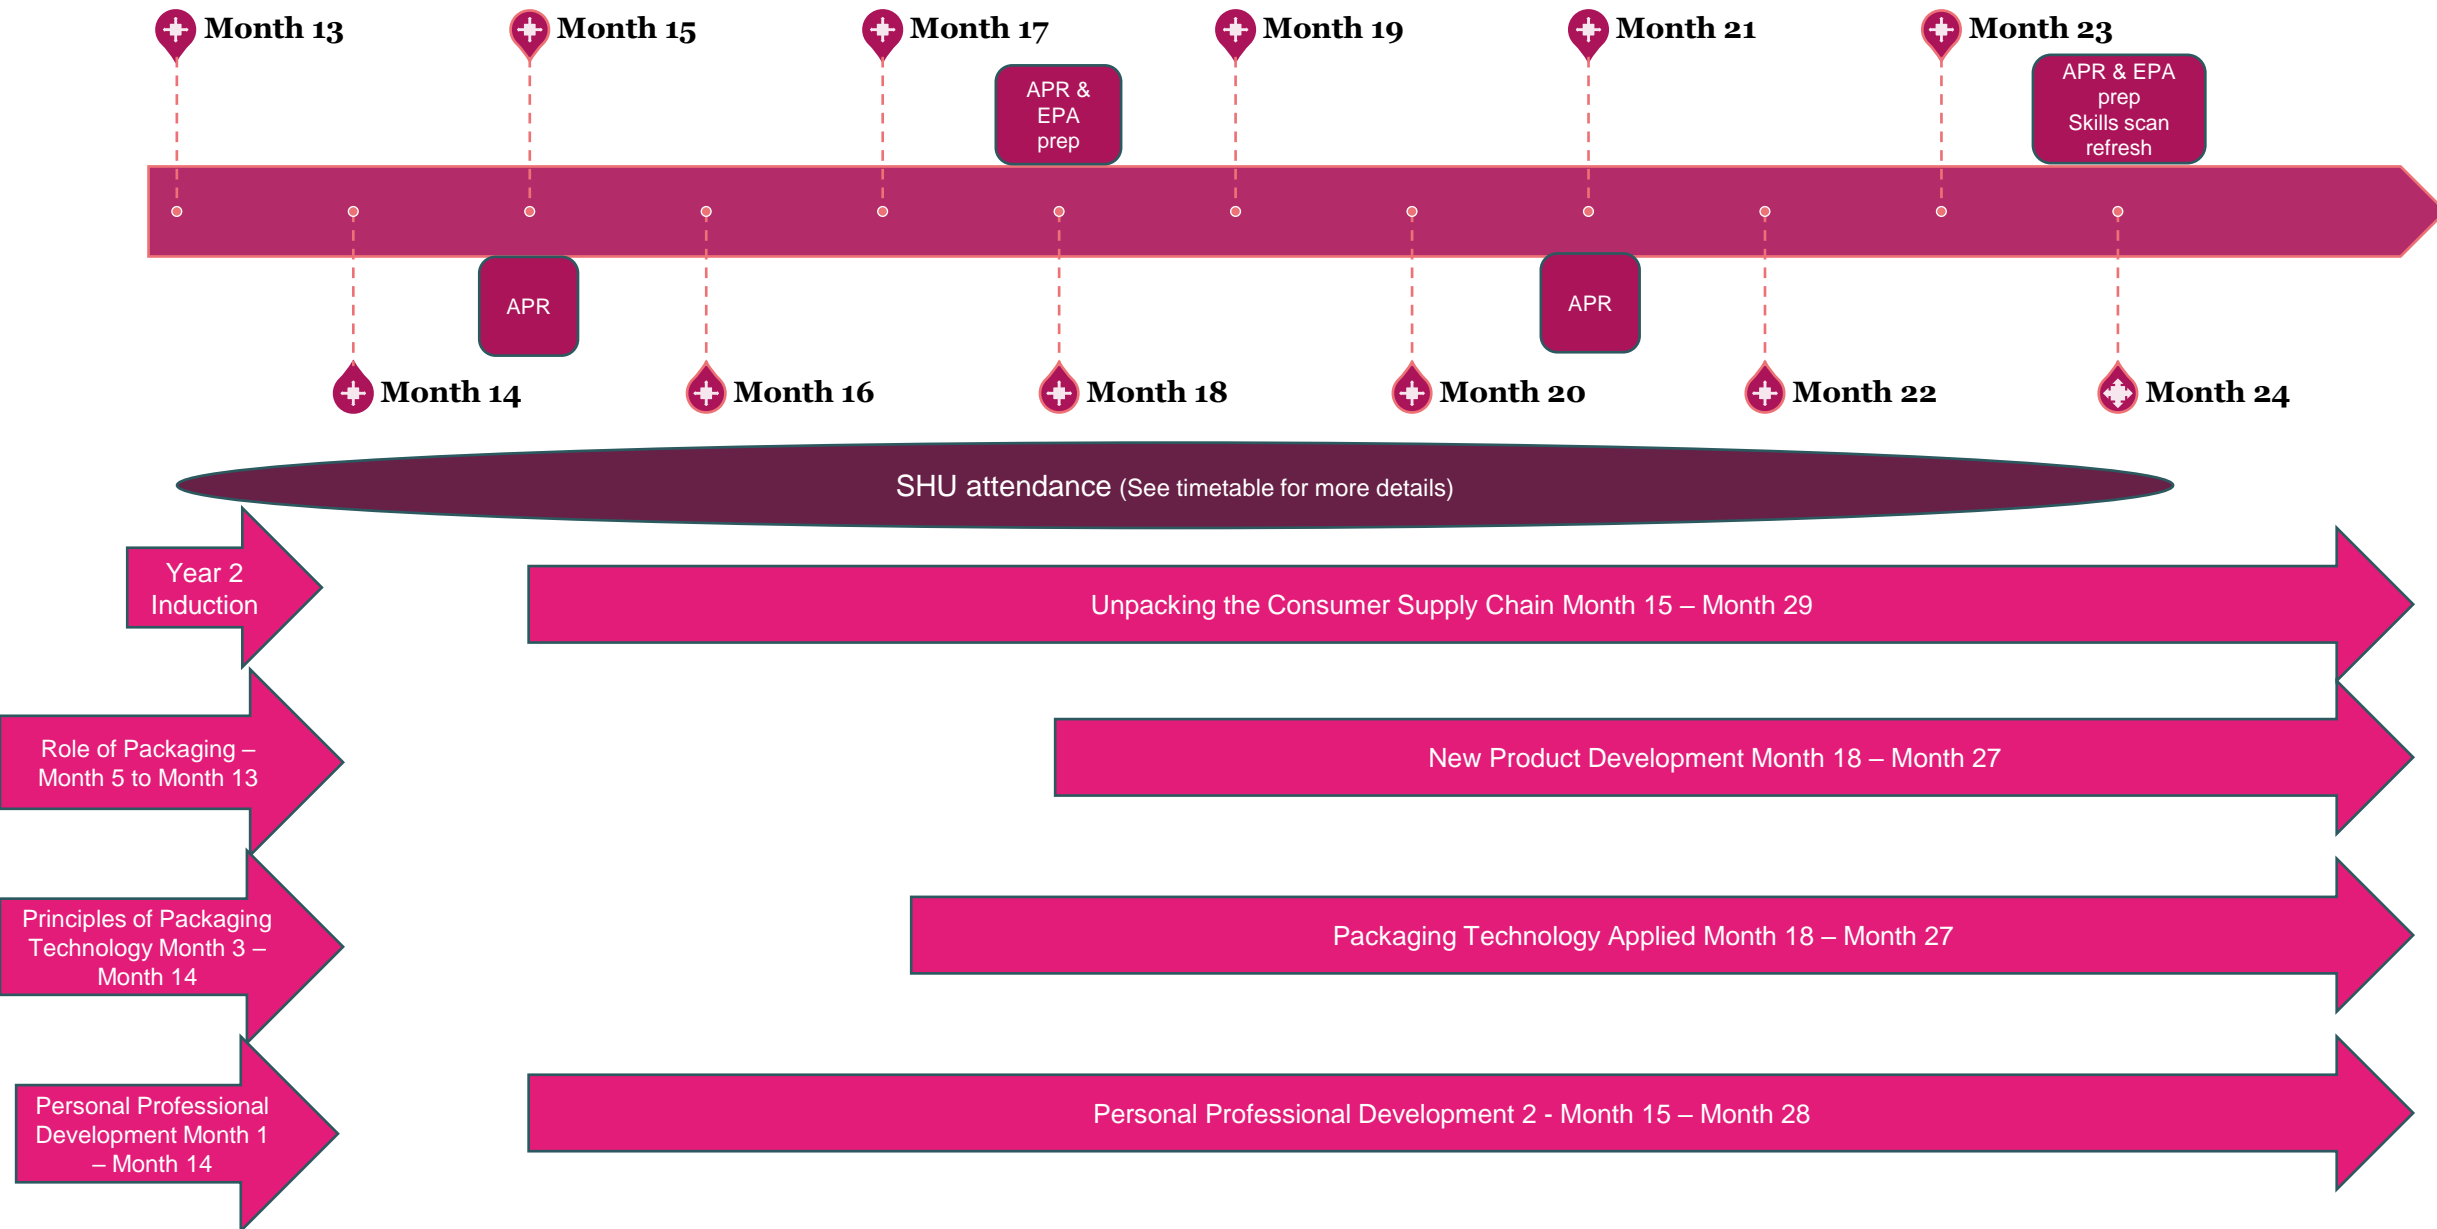 Month 13
Month 15
Month 17
Month 19
Month 21
Month 23
APR &
EPA
prep
APR & EPA
prep
Skills scan
refresh
APR
APR
Month 14
Month 16
Month 18
Month 20
Month 22
Month 24
SHU attendance (See timetable for more details)
Year 2
Induction
Unpacking the Consumer Supply Chain Month 15 – Month 29
Role of Packaging –
Month 5 to Month 13
New Product Development Month 18 – Month 27
Principles of Packaging
Technology Month 3 –
Month 14
Packaging Technology Applied Month 18 – Month 27
Personal Professional
Development Month 1
– Month 14
Personal Professional Development 2 - Month 15 – Month 28